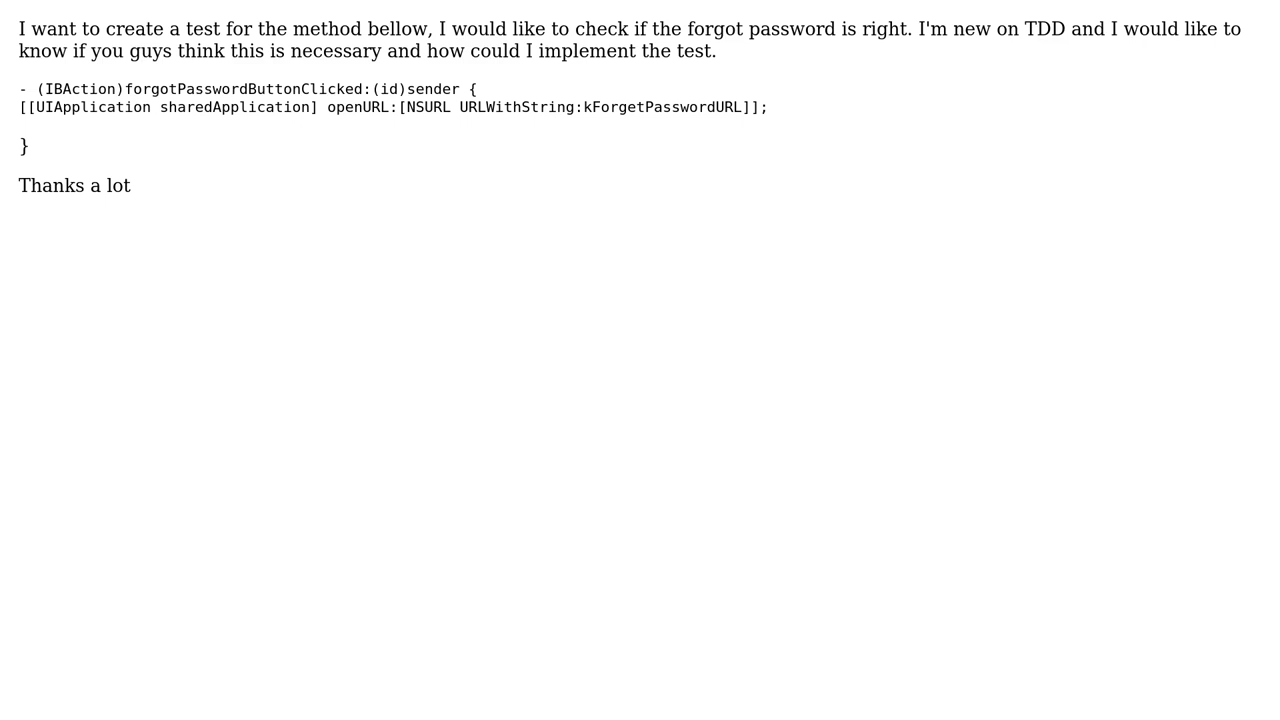 I want to create a test for the method bellow, I would like to check if the forgot password is right. I'm new on TDD and I would like to
know if you guys think this is necessary and how could I implement the test.
- (IBAction)forgotPasswordButtonClicked:(id)sender {
[[UIApplication sharedApplication] openURL:[NSURL URLWithString:kForgetPasswordURL]];
}
Thanks a lot